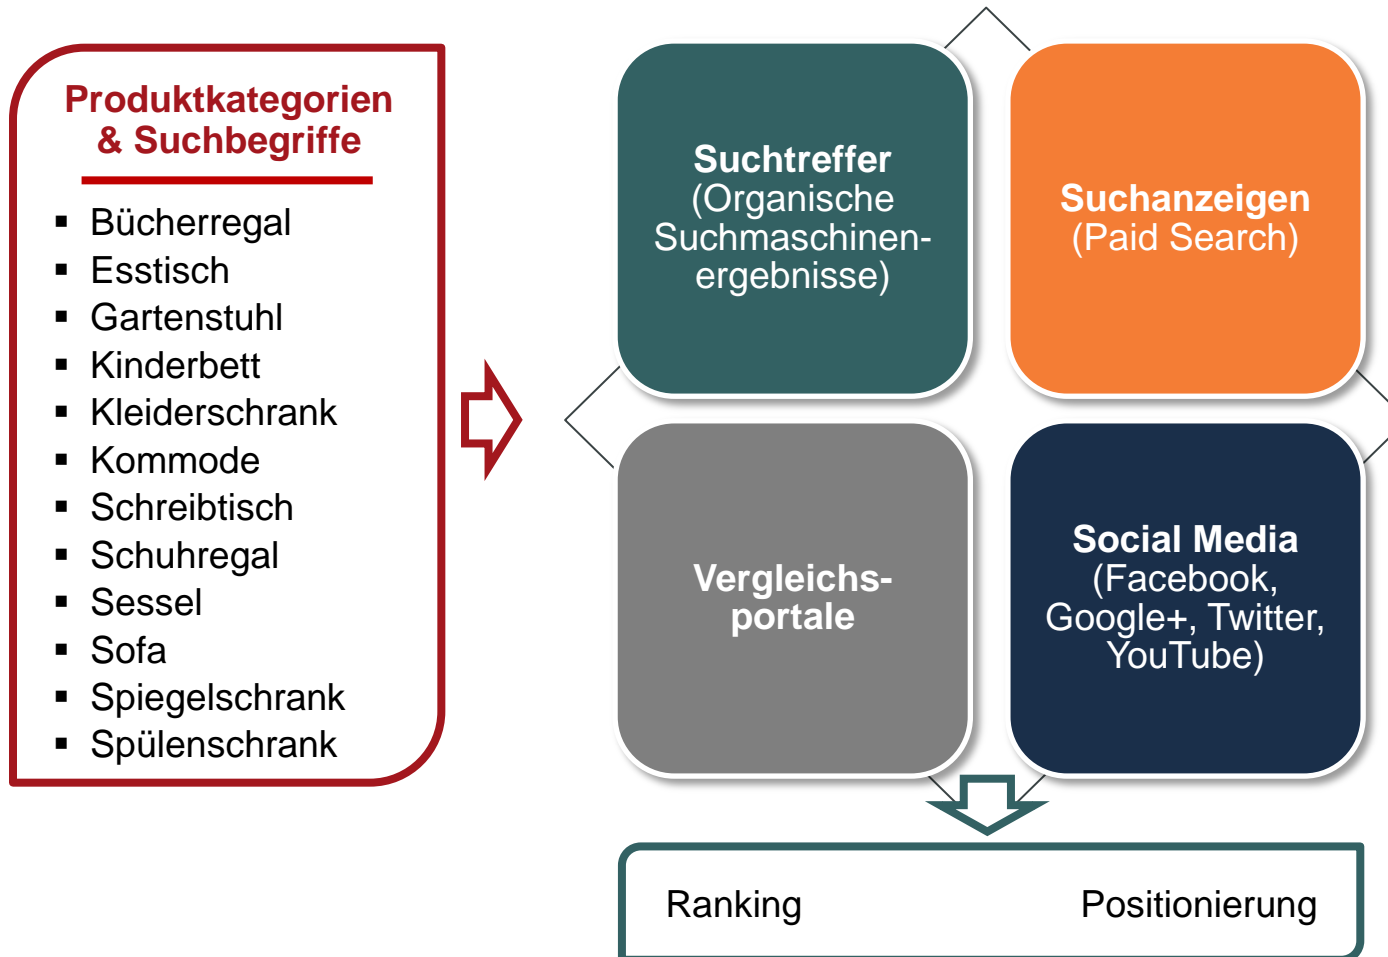 Produktkategorien
& Suchbegriffe
▪ Bücherregal
▪ Esstisch
▪ Gartenstuhl
▪ Kinderbett
▪ Kleiderschrank
▪ Kommode
▪ Schreibtisch
▪ Schuhregal
▪ Sessel
▪ Sofa
▪ Spiegelschrank
▪ Spülenschrank
Suchtreffer
(Organische
Suchmaschinen-
ergebnisse)
Suchanzeigen
(Paid Search)
Vergleichs-
portale
Social Media
(Facebook,
Google+, Twitter,
YouTube)
Ranking
Positionierung